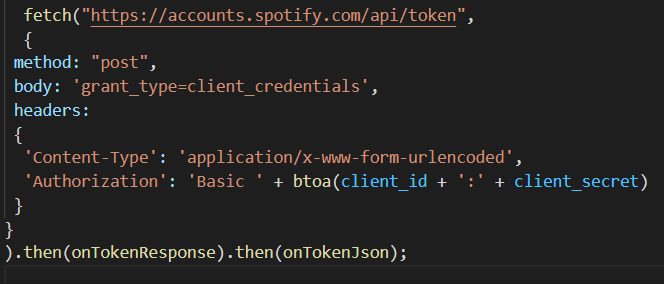 fetch("https://accounts.spotify.com/api/token",
{
method: "post",
body: 'grant_type=client_credentials',
headers:
{
'Content-Type': 'application/x-www-form-urlencoded',
'Authorization': 'Basic ' + btoa(client_id + ':' + client_secret)
}
}
).then(onTokenResponse).then(onTokenJson);